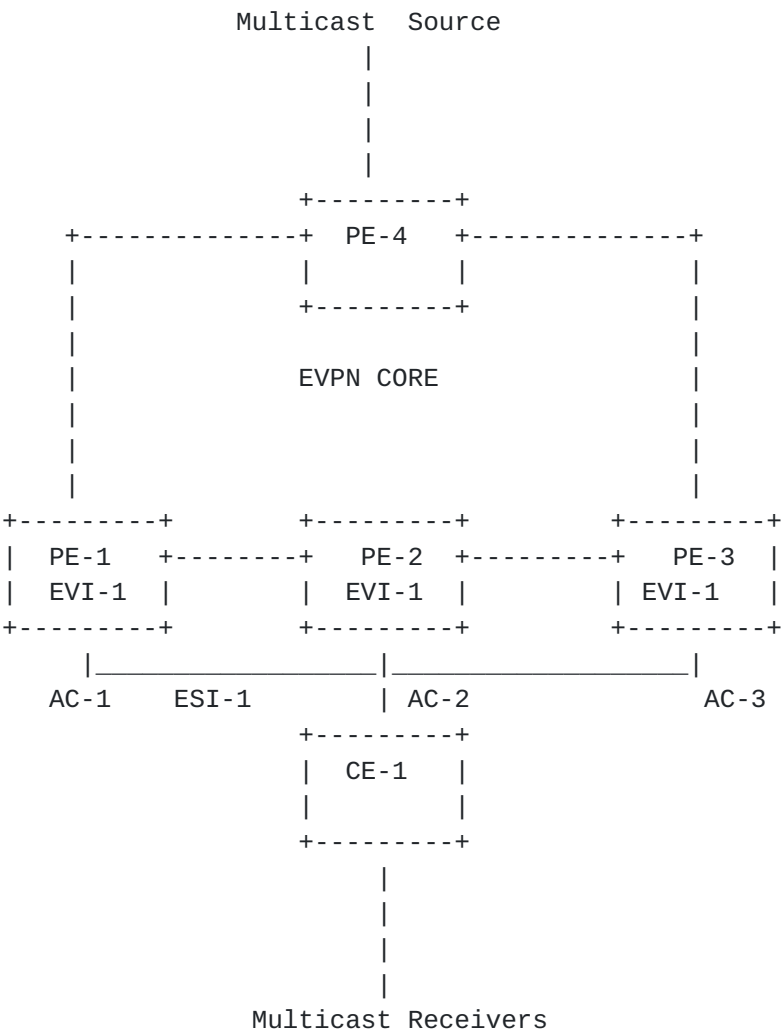 Multicast  Source
PE-4
EVPN CORE
PE-1 PE-2 PE-3
EVI-1 EVI-1 EVI-1
AC-1 ESI-1 AC-2 AC-3
CE-1
Multicast Receivers